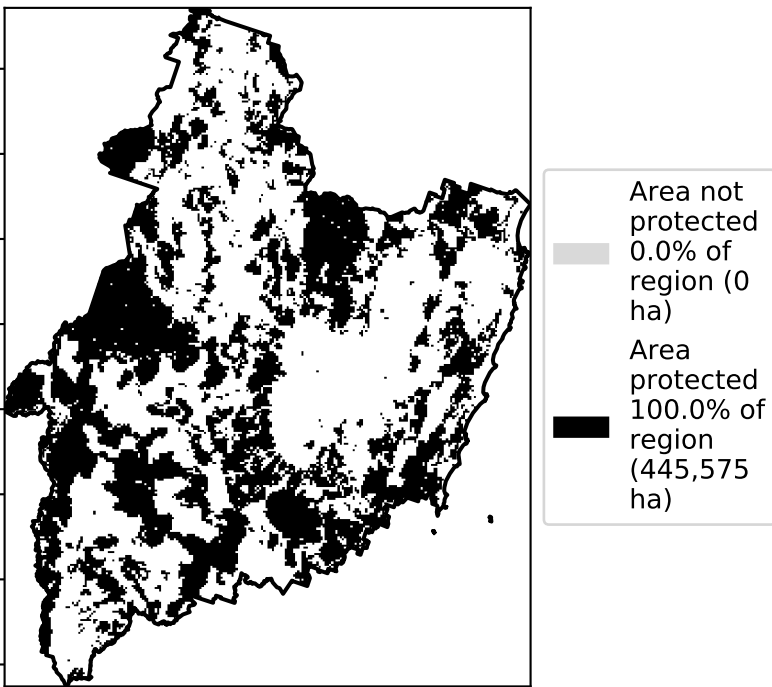 Area not
protected
0.0% of
region (0
ha)
Area
protected
100.0% of
region
(445,575
ha)